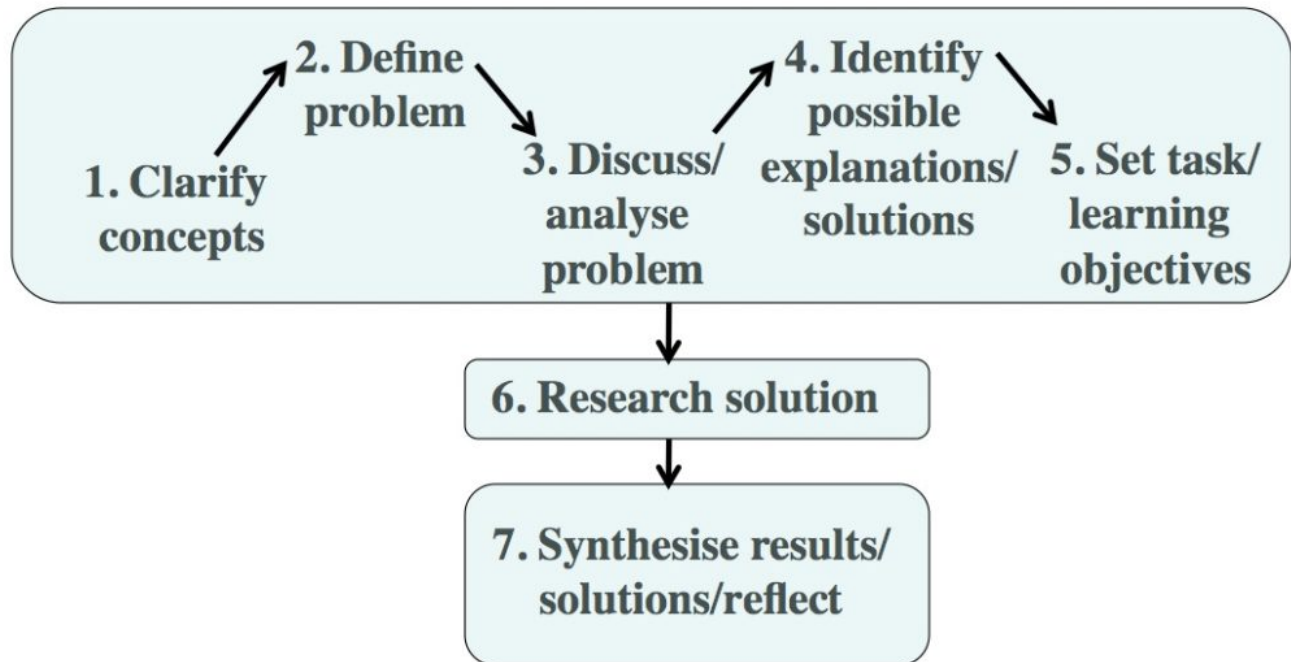 1. Clarify
concepts
2. Define
problem
3. Discuss/
analyse
problem
4. Identify
possible
explanations/
solutions
5. Set task/
learning
objectives
6. Research solution
7. Synthesise results/
solutions/reflect